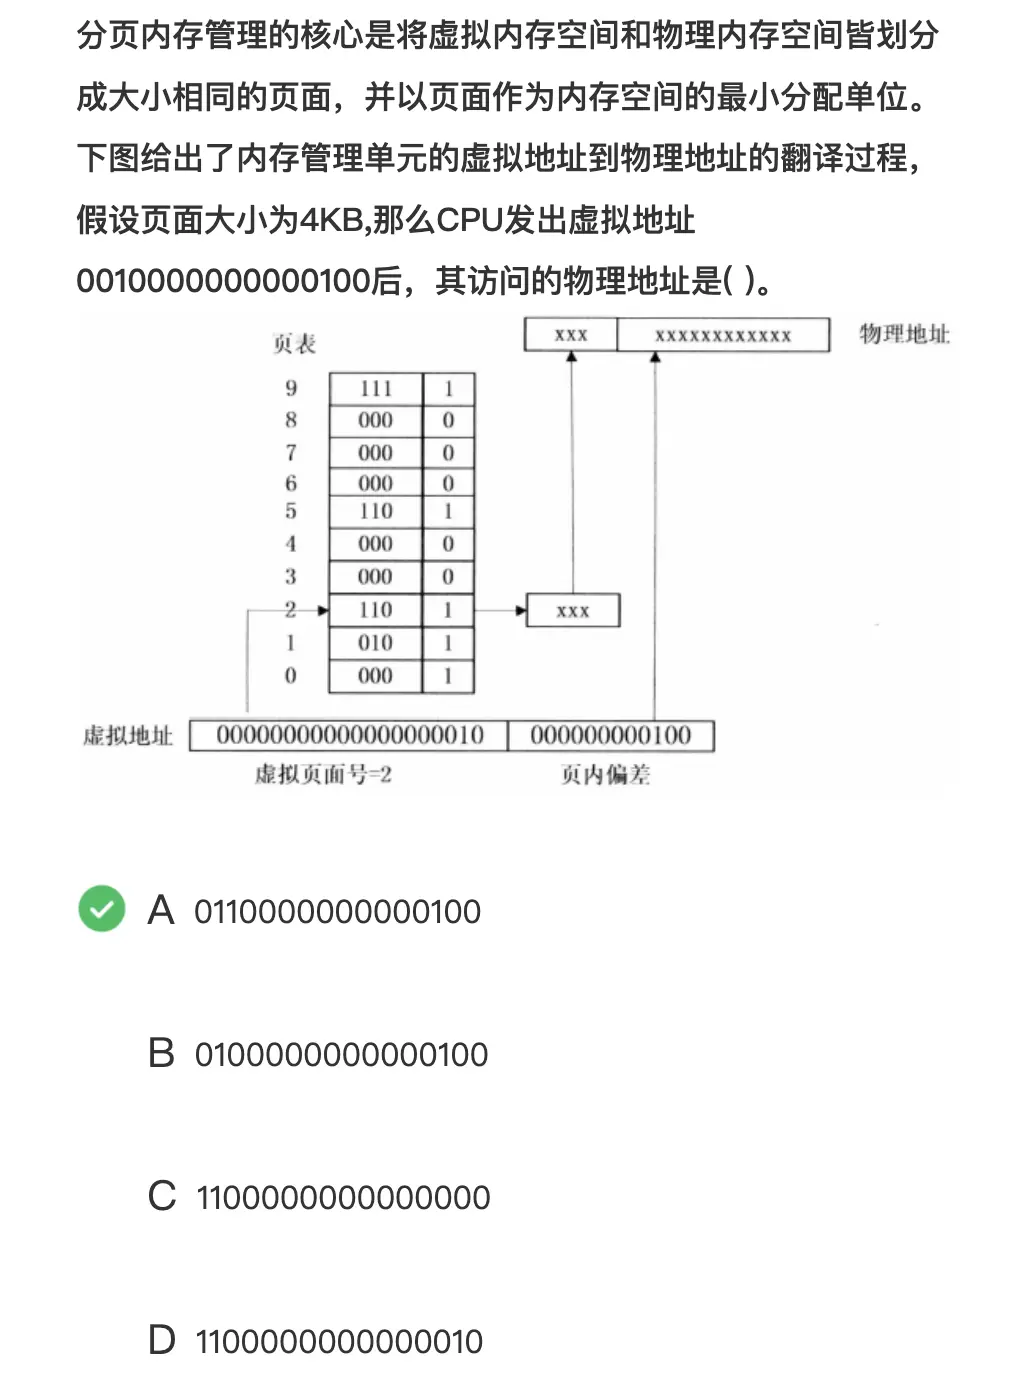 分页内存管理的核心是将虚拟内存空间和物理内存空间皆划分
成大小相同的页面，并以页面作为内存空间的最小分配单位。
下图给出了内存管理单元的虚拟地址到物理地址的翻译过程，
假设页面大小为4KB,那么CPU发出虚拟地址
0010000000000100后，其访问的物理地址是( )。
xxx xxxxxxxxxxxx 物理地址
页表
9 111 1
8 000 0
7 000 0
6 000 0
5 110 1
4 000 0
3 000 0
2 110 1 xxx
1 010 1
0 000 1
虚拟地址 00000000000000000010 000000000100
虚拟页面号=2 页内偏差
A 0110000000000100
B 0100000000000100
C 1100000000000000
D 1100000000000010